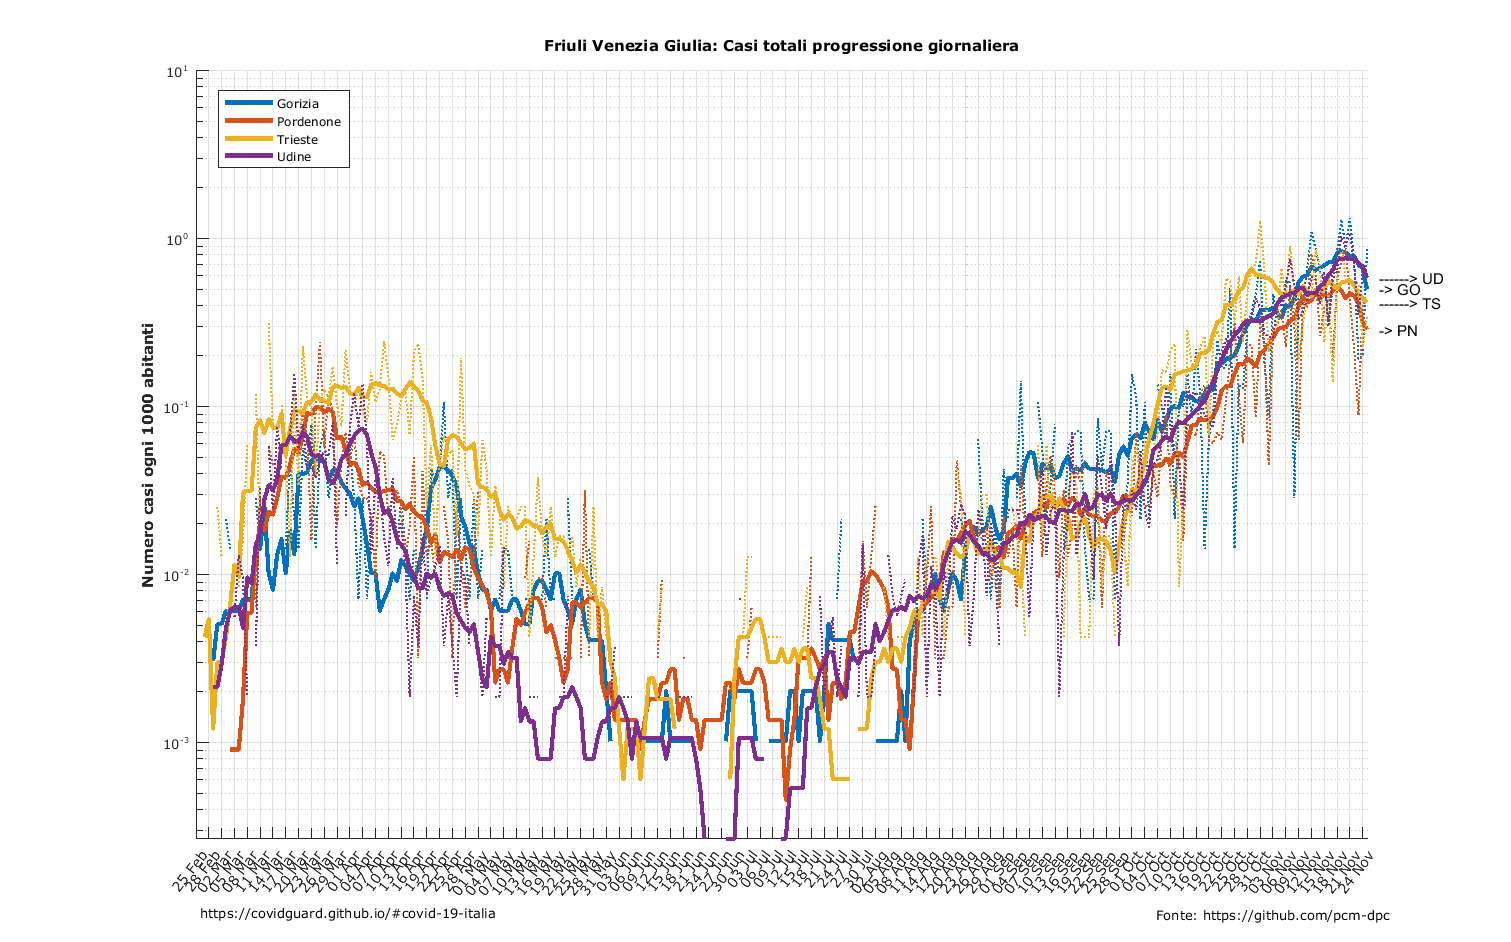 Friuli Venezia Giulia: Casi totali progressione giornaliera
10¹
10⁰
10⁻¹
10⁻²
10⁻³
Numero casi ogni 1000 abitanti
Gorizia
Pordenone
Trieste
Udine
------> UD
-> GO
------> TS
-> PN
25 Feb
28 Feb
02 Mar
05 Mar
08 Mar
11 Mar
14 Mar
17 Mar
20 Mar
23 Mar
26 Mar
29 Mar
01 Apr
04 Apr
07 Apr
10 Apr
13 Apr
16 Apr
19 Apr
22 Apr
25 Apr
28 Apr
01 May
04 May
07 May
10 May
13 May
16 May
19 May
22 May
25 May
28 May
31 May
03 Jun
06 Jun
09 Jun
12 Jun
15 Jun
18 Jun
21 Jun
24 Jun
27 Jun
30 Jun
03 Jul
06 Jul
09 Jul
12 Jul
15 Jul
18 Jul
21 Jul
24 Jul
27 Jul
30 Jul
02 Aug
05 Aug
08 Aug
11 Aug
14 Aug
17 Aug
20 Aug
23 Aug
26 Aug
29 Aug
01 Sep
04 Sep
07 Sep
10 Sep
13 Sep
16 Sep
19 Sep
22 Sep
25 Sep
28 Sep
01 Oct
04 Oct
07 Oct
10 Oct
13 Oct
16 Oct
19 Oct
22 Oct
25 Oct
28 Oct
31 Oct
03 Nov
06 Nov
09 Nov
12 Nov
15 Nov
18 Nov
21 Nov
24 Nov
https://covidguard.github.io/#covid-19-italia
Fonte: https://github.com/pcm-dpc